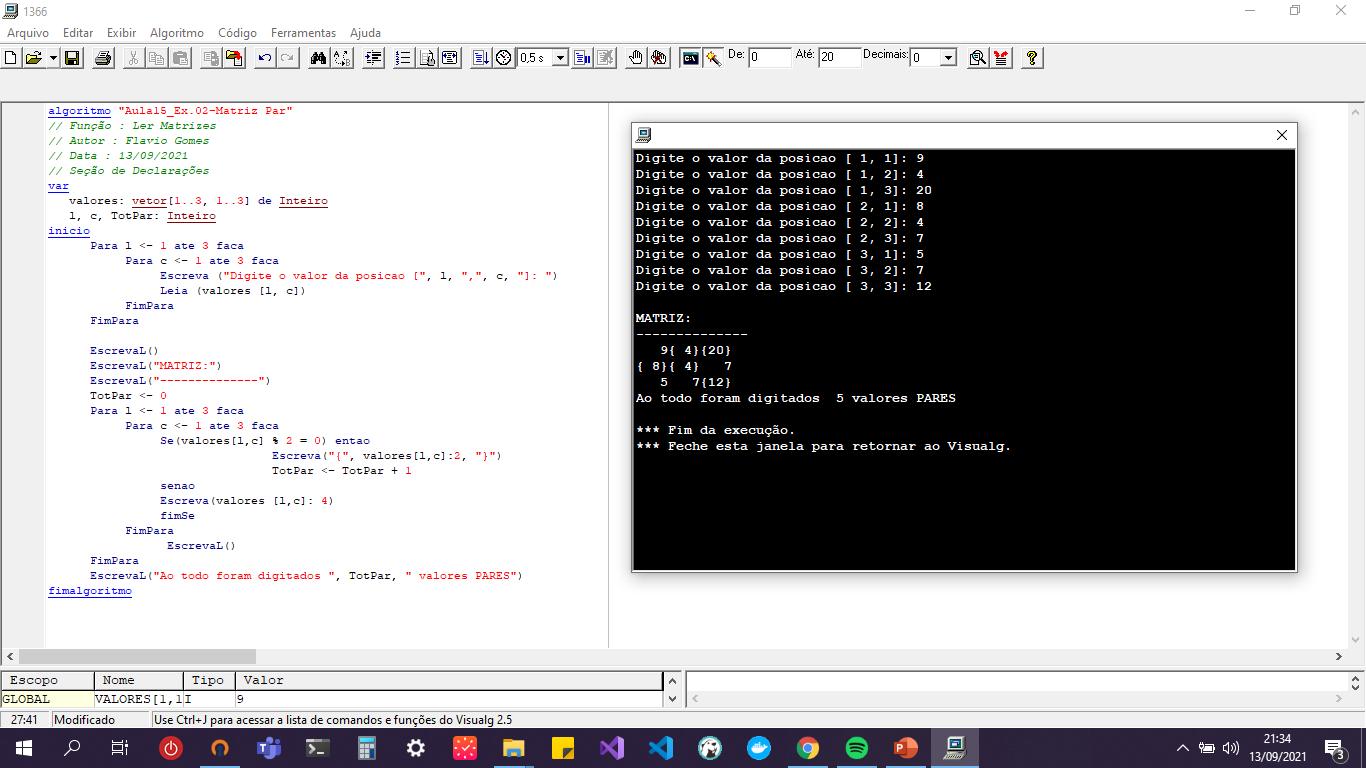 1366
Arquivo Editar Exibir Algoritmo Código Ferramentas Ajuda
0,5 s De: 0 Até: 20 Decimais: 0
algoritmo "Aula15_Ex.02-Matriz Par"
// Função : Ler Matrizes
// Autor : Flavio Gomes
// Data : 13/09/2021
// Seção de Declarações
var
valores: vetor[1..3, 1..3] de Inteiro
l, c, TotPar: Inteiro
inicio
Para l <- 1 ate 3 faca
Para c <- 1 ate 3 faca
Escreva ("Digite o valor da posicao [", l, ",", c, "]: ")
Leia (valores [l, c])
FimPara
FimPara
EscrevaL()
EscrevaL("MATRIZ:")
EscrevaL("--------------")
TotPar <- 0
Para l <- 1 ate 3 faca
Para c <- 1 ate 3 faca
Se(valores[l,c] % 2 = 0) entao
Escreva("{", valores[l,c]:2, "}")
TotPar <- TotPar + 1
senao
Escreva(valores [l,c]: 4)
fimSe
FimPara
EscrevaL()
FimPara
EscrevaL("Ao todo foram digitados ", TotPar, " valores PARES")
fimalgoritmo
Digite o valor da posicao [ 1, 1]: 9
Digite o valor da posicao [ 1, 2]: 4
Digite o valor da posicao [ 1, 3]: 20
Digite o valor da posicao [ 2, 1]: 8
Digite o valor da posicao [ 2, 2]: 4
Digite o valor da posicao [ 2, 3]: 7
Digite o valor da posicao [ 3, 1]: 5
Digite o valor da posicao [ 3, 2]: 7
Digite o valor da posicao [ 3, 3]: 12
MATRIZ:
--------------
9{ 4}{20}
{ 8}{ 4}   7
5   7{12}
Ao todo foram digitados  5 valores PARES
*** Fim da execução.
*** Feche esta janela para retornar ao Visualg.
Escopo Nome Tipo Valor
GLOBAL VALORES[1,1 I 9
27:41 Modificado Use Ctrl+J para acessar a lista de comandos e funções do Visualg 2.5
21:34
13/09/2021
3